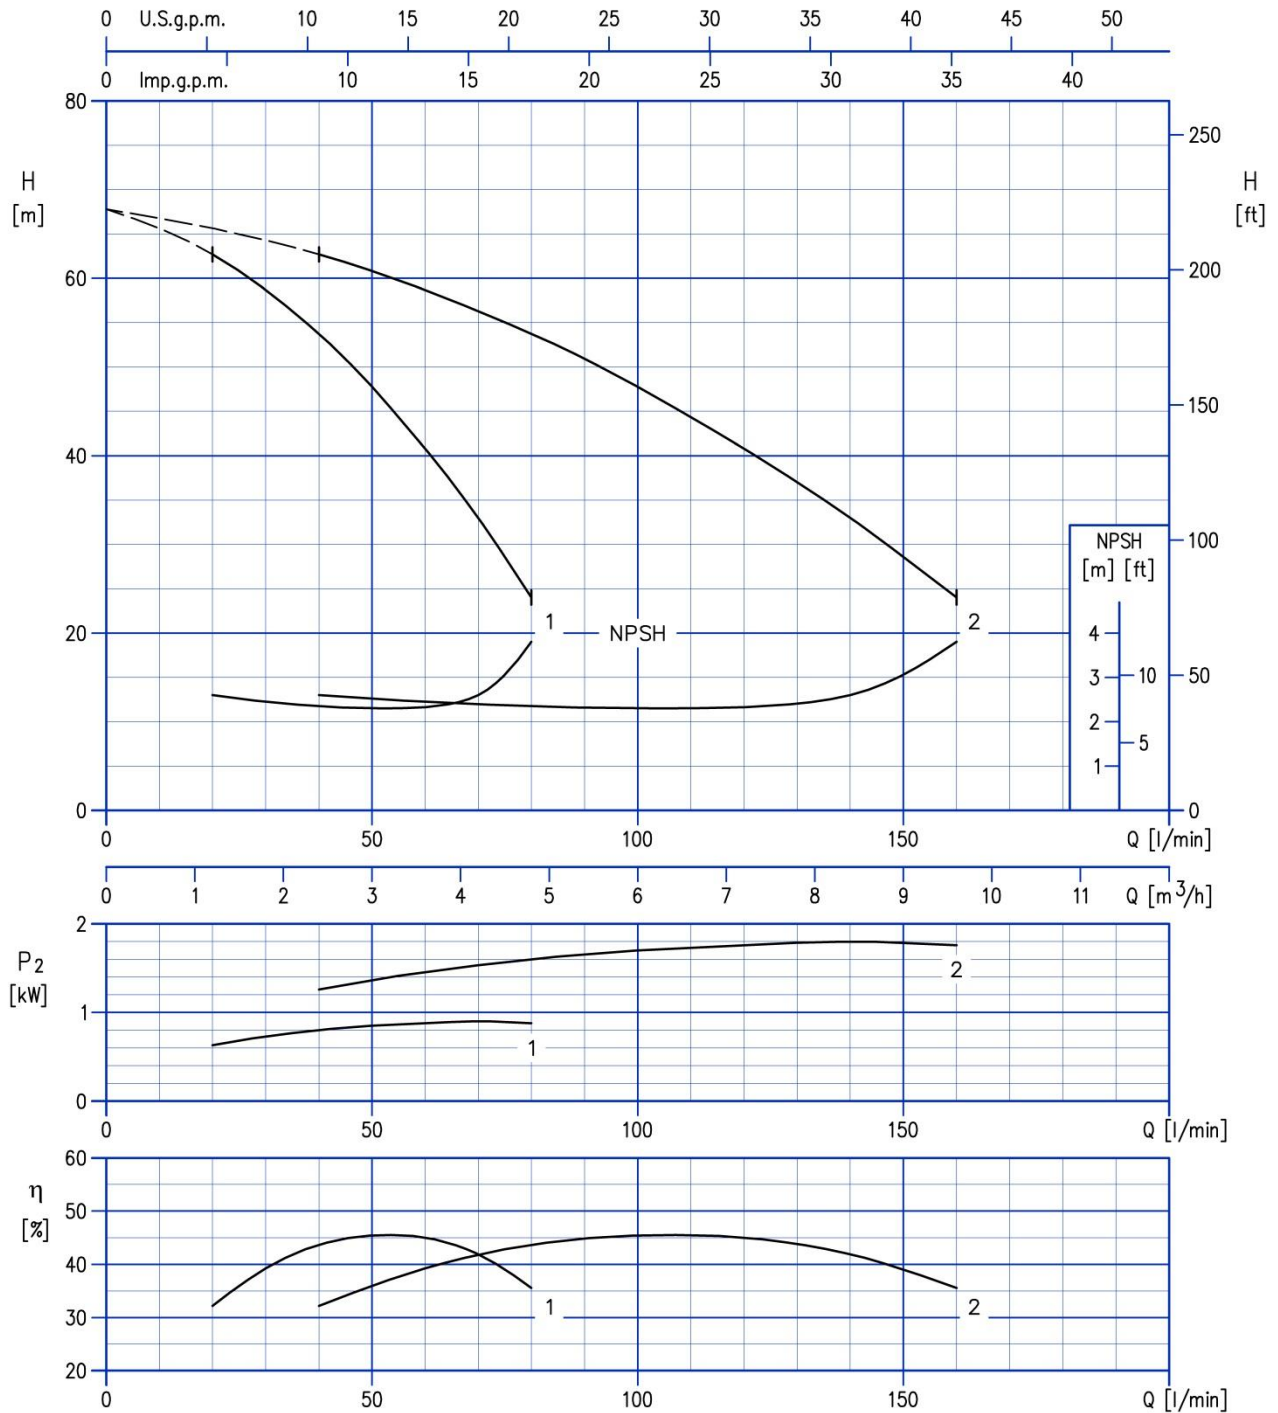 0 U.S.g.p.m. 10 15 20 25 30 35 40 45 50
0 Imp.g.p.m. 10 15 20 25 30 35 40
80
250
H
[m]
H
[ft]
60
200
150
40
100
NPSH
[m] [ft]
1
2
20
NPSH
4
3
10
50
2
5
1
0
0
0 50 100 150 Q [l/min]
0 1 2 3 4 5 6 7 8 9 10 11 Q [m³/h]
2
P2
[kW]
2
1
1
0
0 50 100 150 Q [l/min]
60
η
[%]
50
40
30
1
2
20
0 50 100 150 Q [l/min]